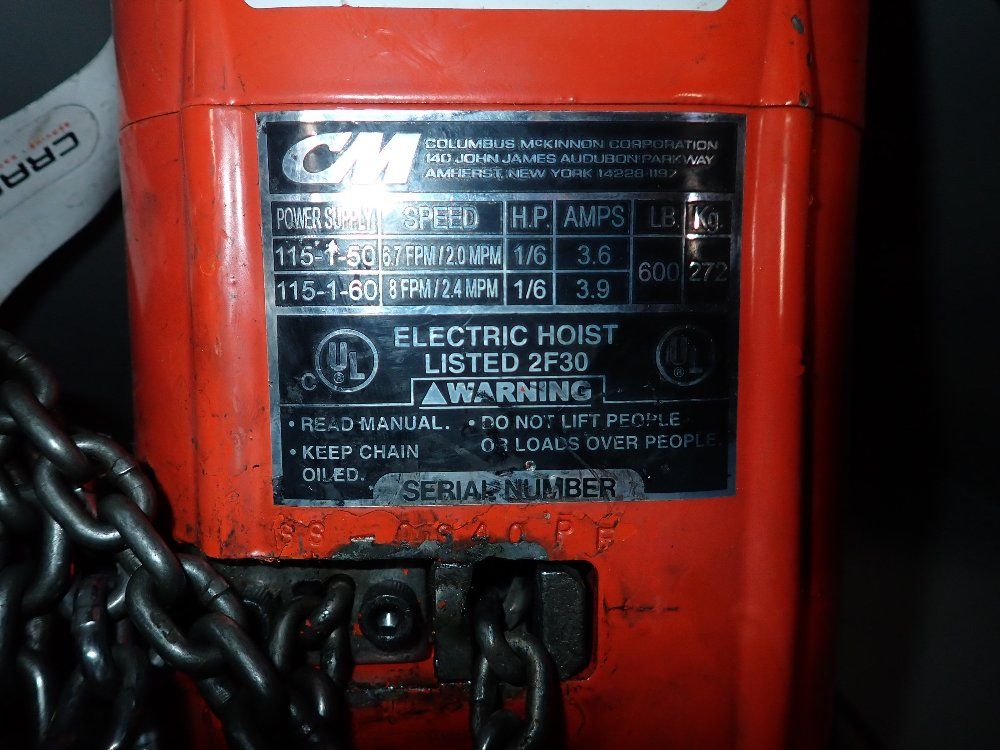 CM
COLUMBUS McKINNON CORPORATION
140 JOHN JAMES AUDUBON PARKWAY
AMHERST, NEW YORK 14228-1197
POWER SUPPLY SPEED H.P. AMPS LB. Kg.
115-1-50 6.7 FPM / 2.0 MPM 1/6 3.6 600 272
115-1-60 8 FPM / 2.4 MPM 1/6 3.9
ELECTRIC HOIST
LISTED 2F30
C UL ® UL ®
WARNING
• READ MANUAL. • DO NOT LIFT PEOPLE
• KEEP CHAIN OR LOADS OVER PEOPLE.
OILED.
SERIAL NUMBER